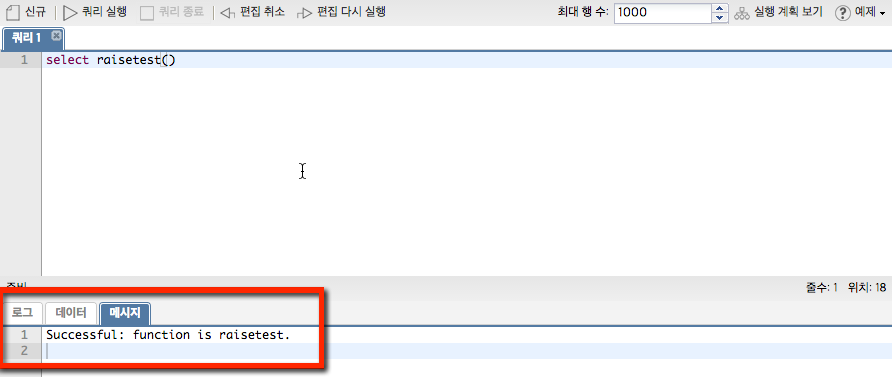 신규 쿼리 실행 쿼리 종료 편집 취소 편집 다시 실행 최대 행 수: 1000 실행 계획 보기 예제
쿼리 1
1 select raisetest()
준비 줄수: 1 위치: 18
로그 데이터 메시지
1 Successful: function is raisetest.
2